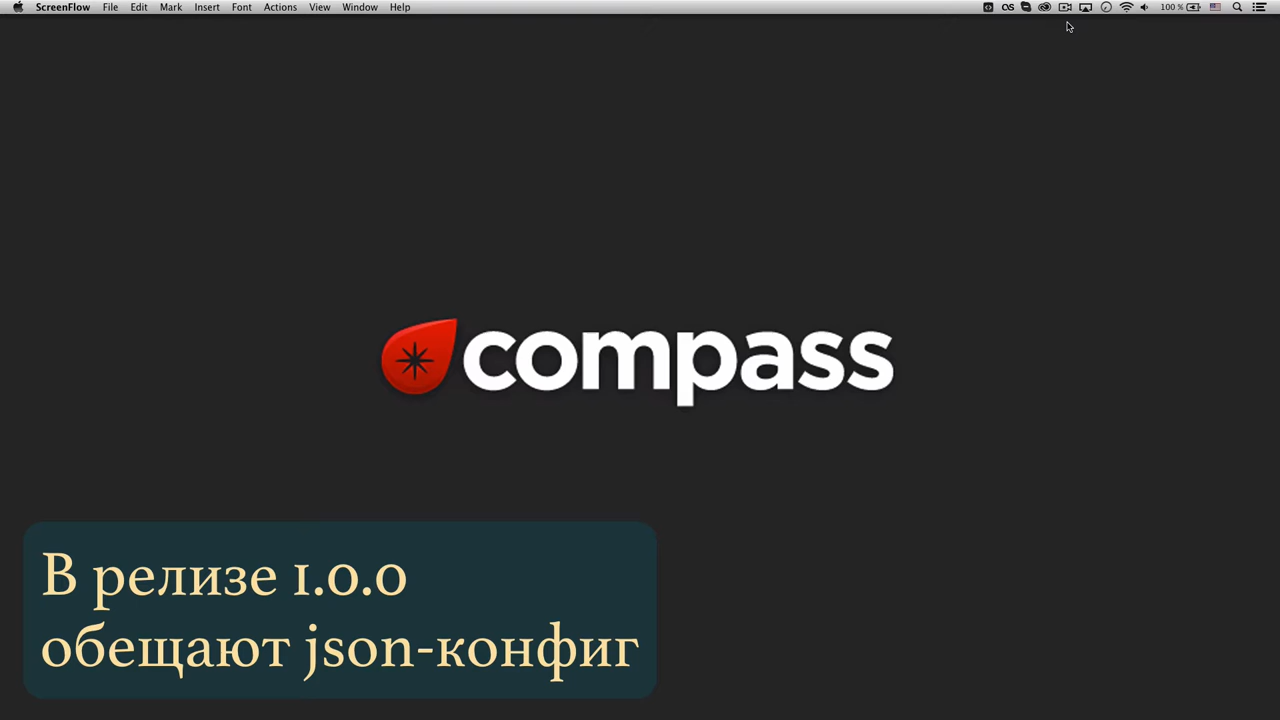 ScreenFlow File Edit Mark Insert Font Actions View Window Help 100 %
compass
В релизе 1.0.0
обещают json-конфиг